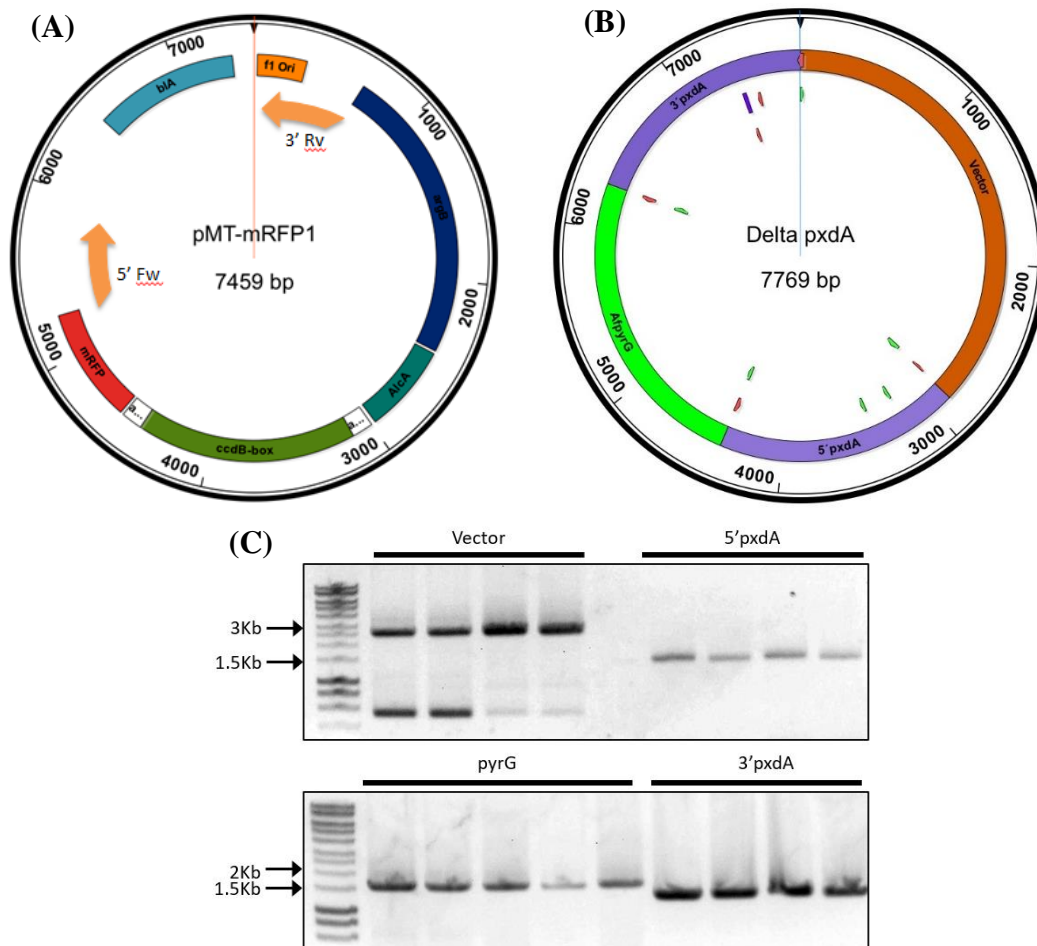 (A)
7000
f1 Ori
blA
1000
3' Rv
argB
6000
pMT-mRFP1
7459 bp
5' Fw
2000
5000
mRFP
AlcA
a...
ccdB-box
a...
3000
4000
(B)
7000
3'pxdA
1000
Vector
6000
Delta pxdA
7769 bp
2000
AfpyrG
5000
5'pxdA
3000
4000
(C)
Vector
5'pxdA
3Kb
1.5Kb
pyrG
3'pxdA
2Kb
1.5Kb